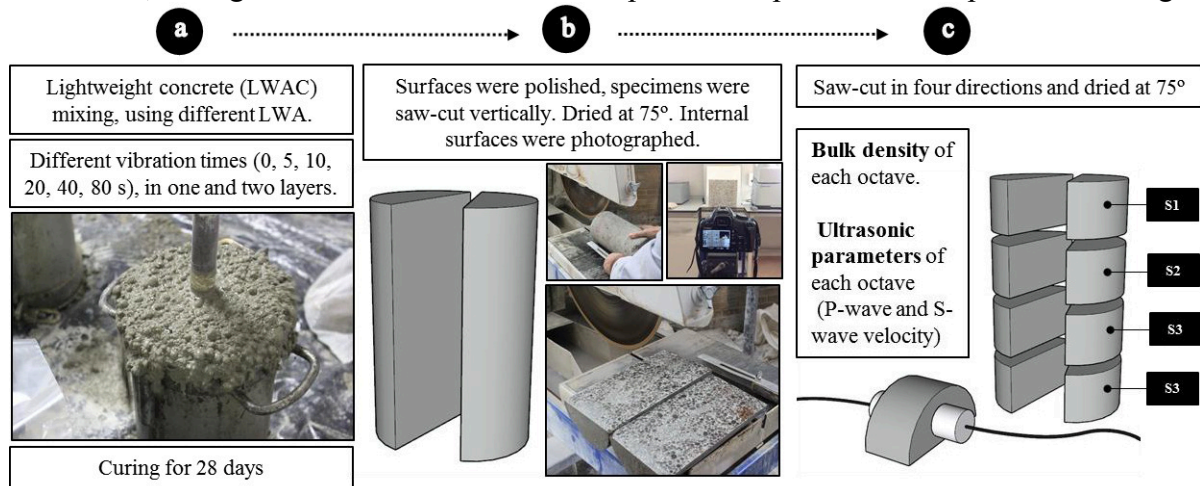 a
b
c
Lightweight concrete (LWAC)
mixing, using different LWA.
Different vibration times (0, 5, 10,
20, 40, 80 s), in one and two layers.
Curing for 28 days
Surfaces were polished, specimens were
saw-cut vertically. Dried at 75º. Internal
surfaces were photographed.
Saw-cut in four directions and dried at 75º
Bulk density of
each octave.
Ultrasonic
parameters of
each octave
(P-wave and S-
wave velocity)
S1
S2
S3
S3